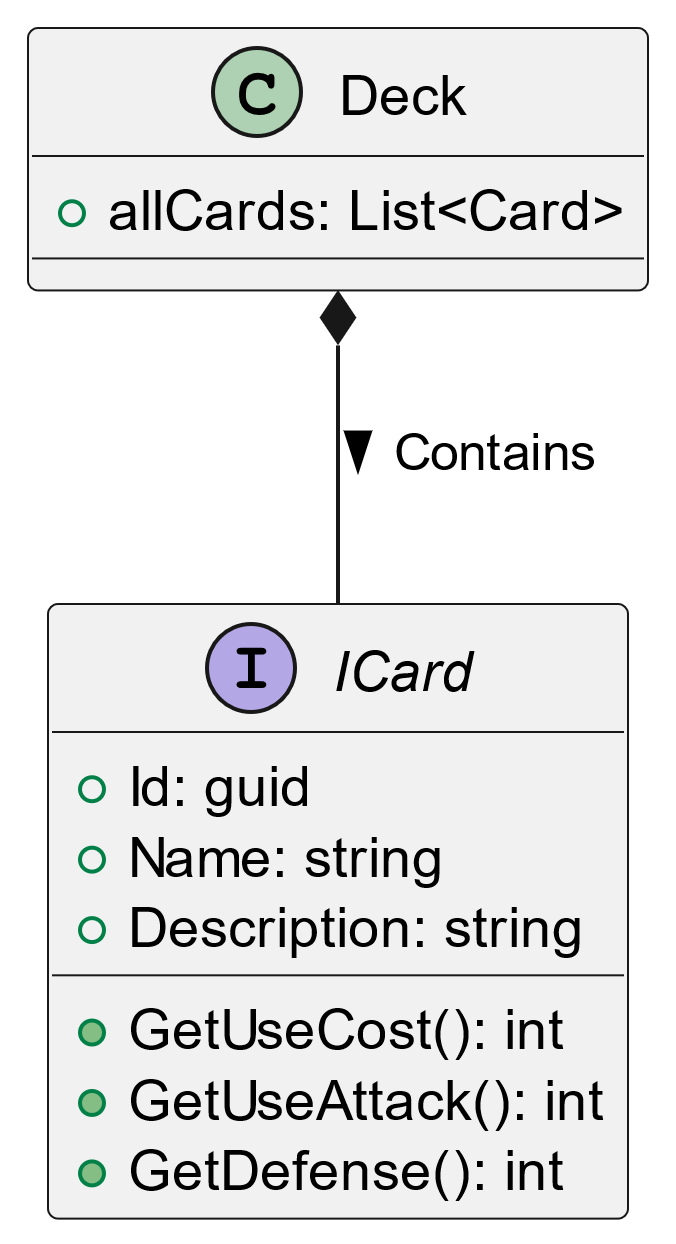 C Deck
allCards: List<Card>
Contains
I ICard
Id: guid
Name: string
Description: string
GetUseCost(): int
GetUseAttack(): int
GetDefense(): int